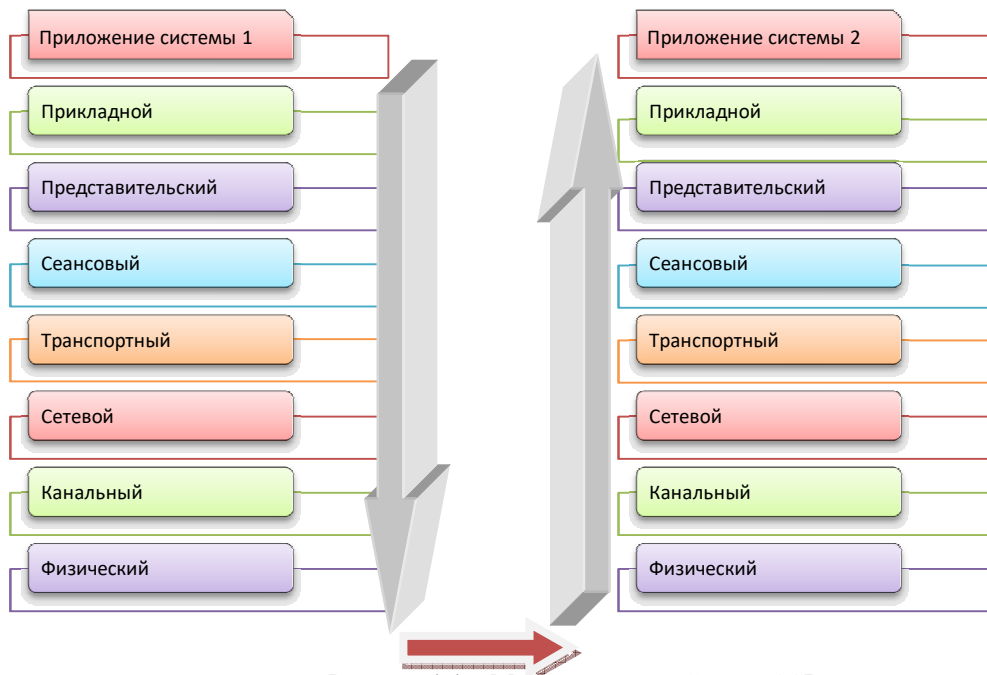 Приложение системы 1
Прикладной
Представительский
Сеансовый
Транспортный
Сетевой
Канальный
Физический
Приложение системы 2
Прикладной
Представительский
Сеансовый
Транспортный
Сетевой
Канальный
Физический